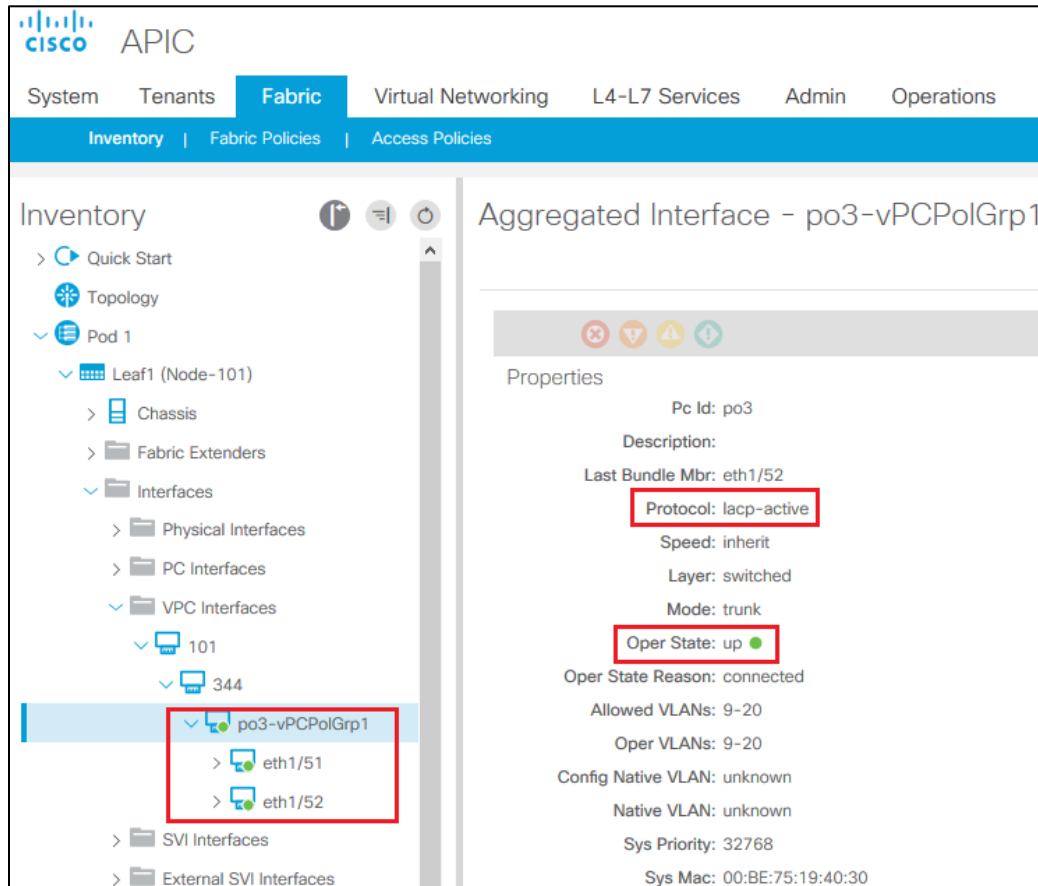 cisco APIC
System Tenants Fabric Virtual Networking L4-L7 Services Admin Operations
Inventory | Fabric Policies | Access Policies
Inventory
Quick Start
Topology
Pod 1
Leaf1 (Node-101)
Chassis
Fabric Extenders
Interfaces
Physical Interfaces
PC Interfaces
VPC Interfaces
101
344
po3-vPCPolGrp1
eth1/51
eth1/52
SVI Interfaces
External SVI Interfaces
Aggregated Interface - po3-vPCPolGrp1
Properties
Pc Id: po3
Description:
Last Bundle Mbr: eth1/52
Protocol: lacp-active
Speed: inherit
Layer: switched
Mode: trunk
Oper State: up
Oper State Reason: connected
Allowed VLANs: 9-20
Oper VLANs: 9-20
Config Native VLAN: unknown
Native VLAN: unknown
Sys Priority: 32768
Sys Mac: 00:BE:75:19:40:30